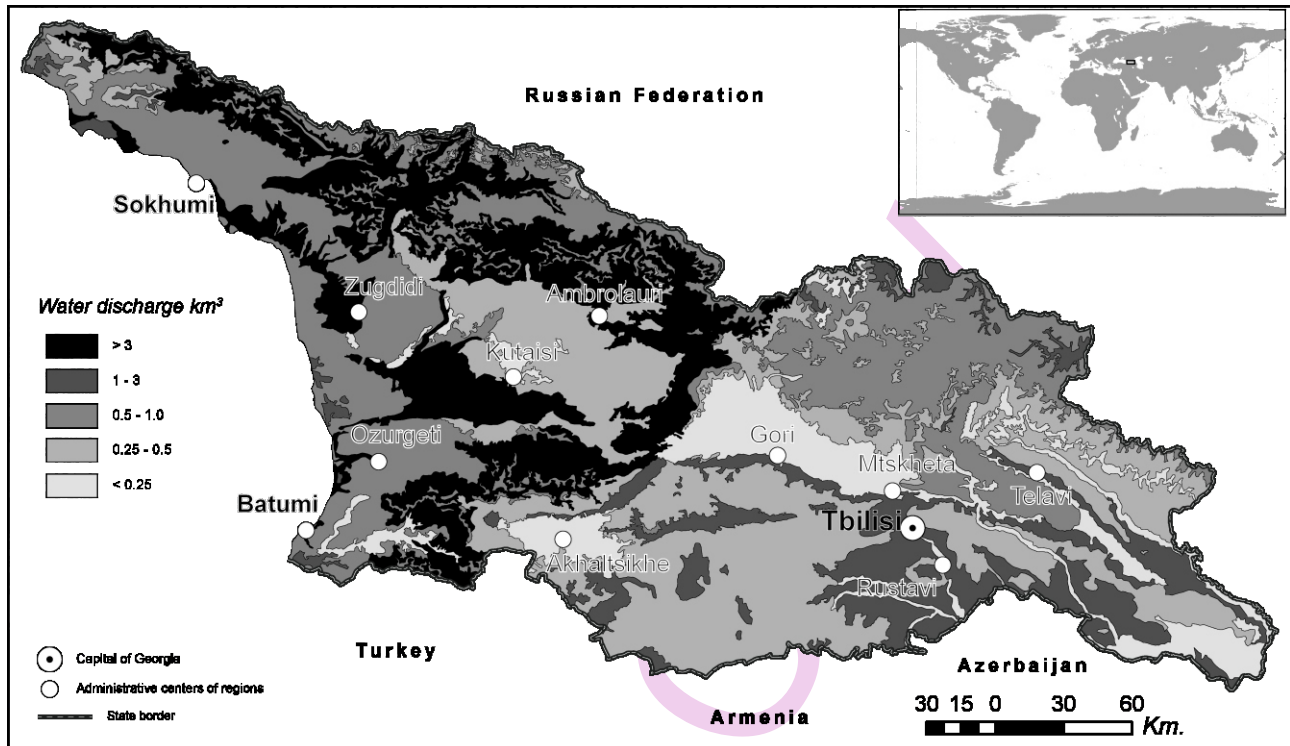 Russian Federation
Sokhumi
Zugdidi
Ambrolauri
Water discharge km³
> 3
1 - 3
0.5 - 1.0
0.25 - 0.5
< 0.25
Kutaisi
Ozurgeti
Gori
Mtskheta
Telavi
Batumi
Tbilisi
Akhaltsikhe
Rustavi
Turkey
Azerbaijan
Armenia
Capital of Georgia
Administrative centers of regions
State border
30 15 0 30 60
Km.